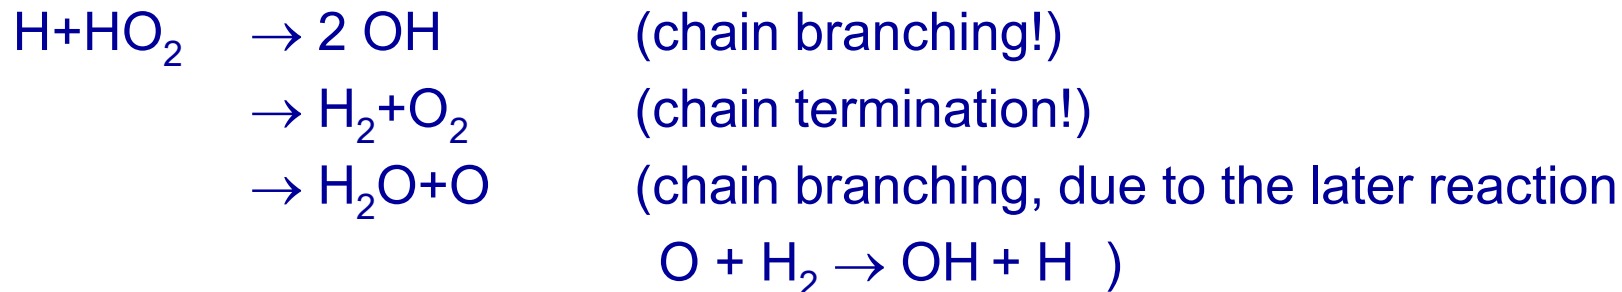 H+HO₂ → 2 OH (chain branching!)
→ H₂+O₂ (chain termination!)
→ H₂O+O (chain branching, due to the later reaction
O + H₂ → OH + H )